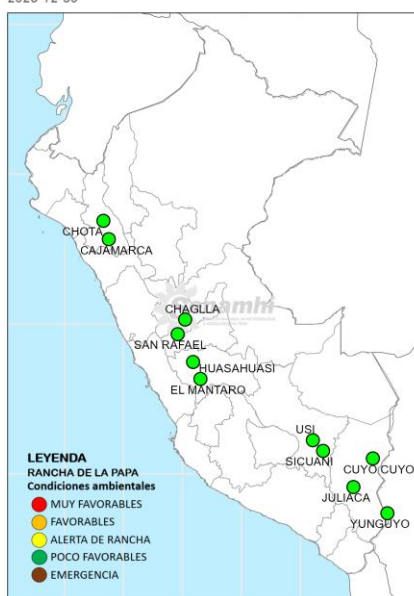 CHOTA
CAJAMARCA
CHAGLLA
Senamhi
SAN RAFAEL
HUASAHUASI
EL MANTARO
USI
SICUANI
CUYO CUYO
JULIACA
YUNGUYO
LEYENDA
RANCHA DE LA PAPA
Condiciones ambientales
MUY FAVORABLES
FAVORABLES
ALERTA DE RANCHA
POCO FAVORABLES
EMERGENCIA